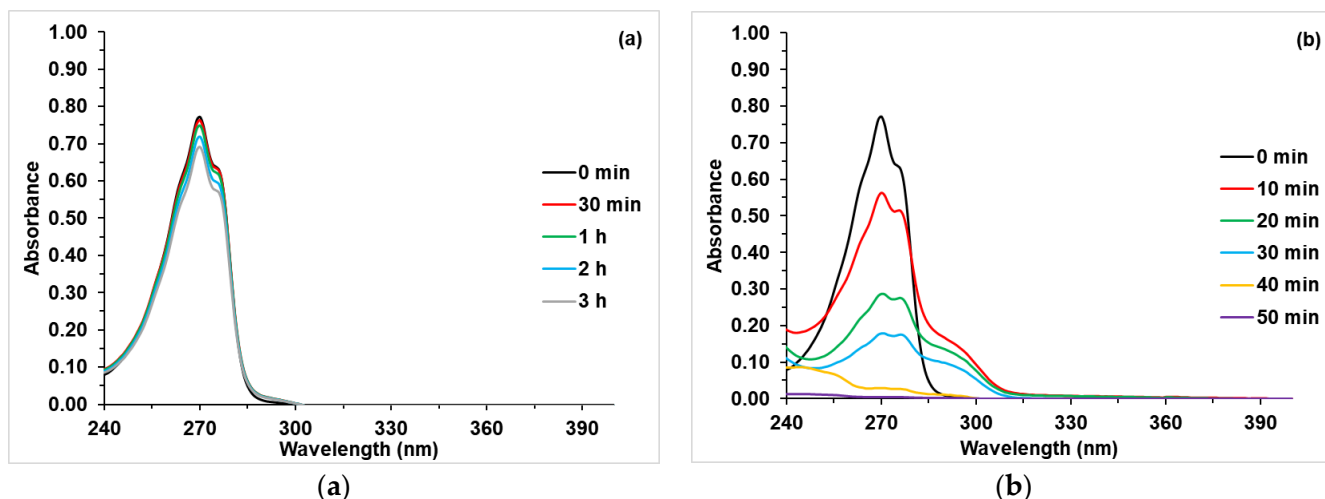 (a)
1.00
0.90
0.80
0.70
0.60
0.50
0.40
0.30
0.20
0.10
0.00
Absorbance
240
270
300
330
360
390
Wavelength (nm)
0 min
30 min
1 h
2 h
3 h
(a)
(b)
1.00
0.90
0.80
0.70
0.60
0.50
0.40
0.30
0.20
0.10
0.00
Absorbance
240
270
300
330
360
390
Wavelength (nm)
0 min
10 min
20 min
30 min
40 min
50 min
(b)